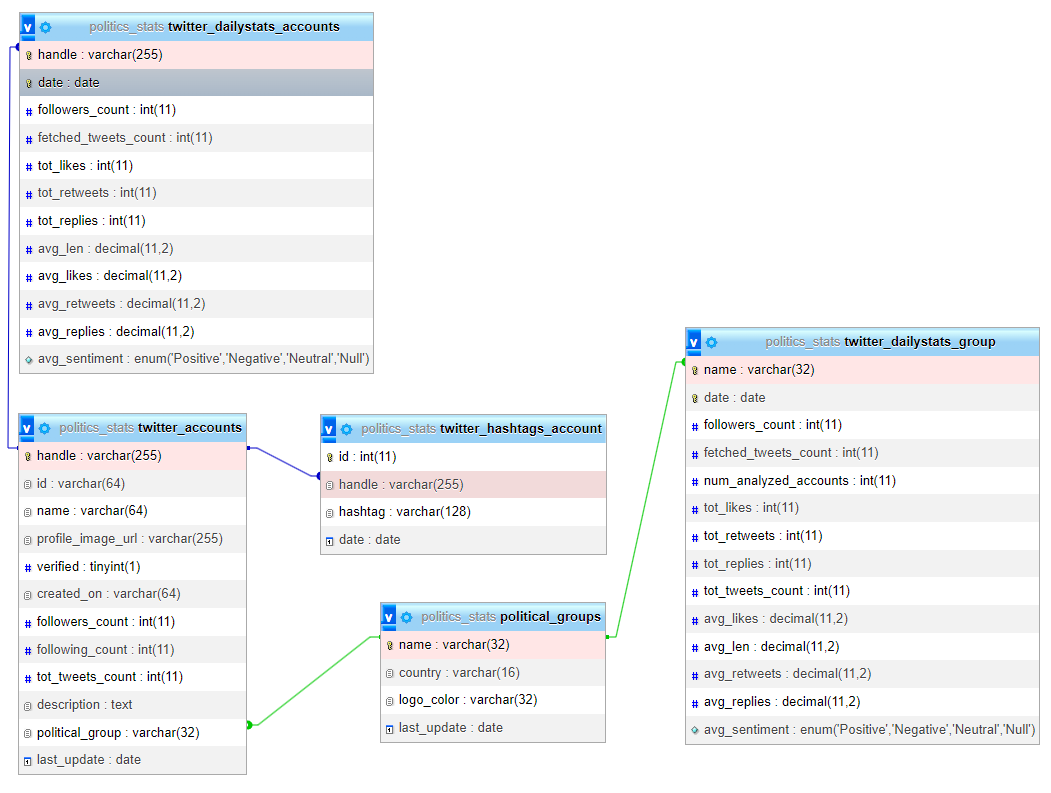 politics_stats twitter_dailystats_accounts
handle : varchar(255)
date : date
# followers_count : int(11)
# fetched_tweets_count : int(11)
# tot_likes : int(11)
# tot_retweets : int(11)
# tot_replies : int(11)
# avg_len : decimal(11,2)
# avg_likes : decimal(11,2)
# avg_retweets : decimal(11,2)
# avg_replies : decimal(11,2)
avg_sentiment : enum('Positive','Negative','Neutral','Null')
politics_stats twitter_accounts
handle : varchar(255)
id : varchar(64)
name : varchar(64)
profile_image_url : varchar(255)
# verified : tinyint(1)
created_on : varchar(64)
# followers_count : int(11)
# following_count : int(11)
# tot_tweets_count : int(11)
description : text
political_group : varchar(32)
last_update : date
politics_stats twitter_hashtags_account
id : int(11)
handle : varchar(255)
hashtag : varchar(128)
date : date
politics_stats political_groups
name : varchar(32)
country : varchar(16)
logo_color : varchar(32)
last_update : date
politics_stats twitter_dailystats_group
name : varchar(32)
date : date
# followers_count : int(11)
# fetched_tweets_count : int(11)
# num_analyzed_accounts : int(11)
# tot_likes : int(11)
# tot_retweets : int(11)
# tot_replies : int(11)
# tot_tweets_count : int(11)
# avg_likes : decimal(11,2)
# avg_len : decimal(11,2)
# avg_retweets : decimal(11,2)
# avg_replies : decimal(11,2)
avg_sentiment : enum('Positive','Negative','Neutral','Null')